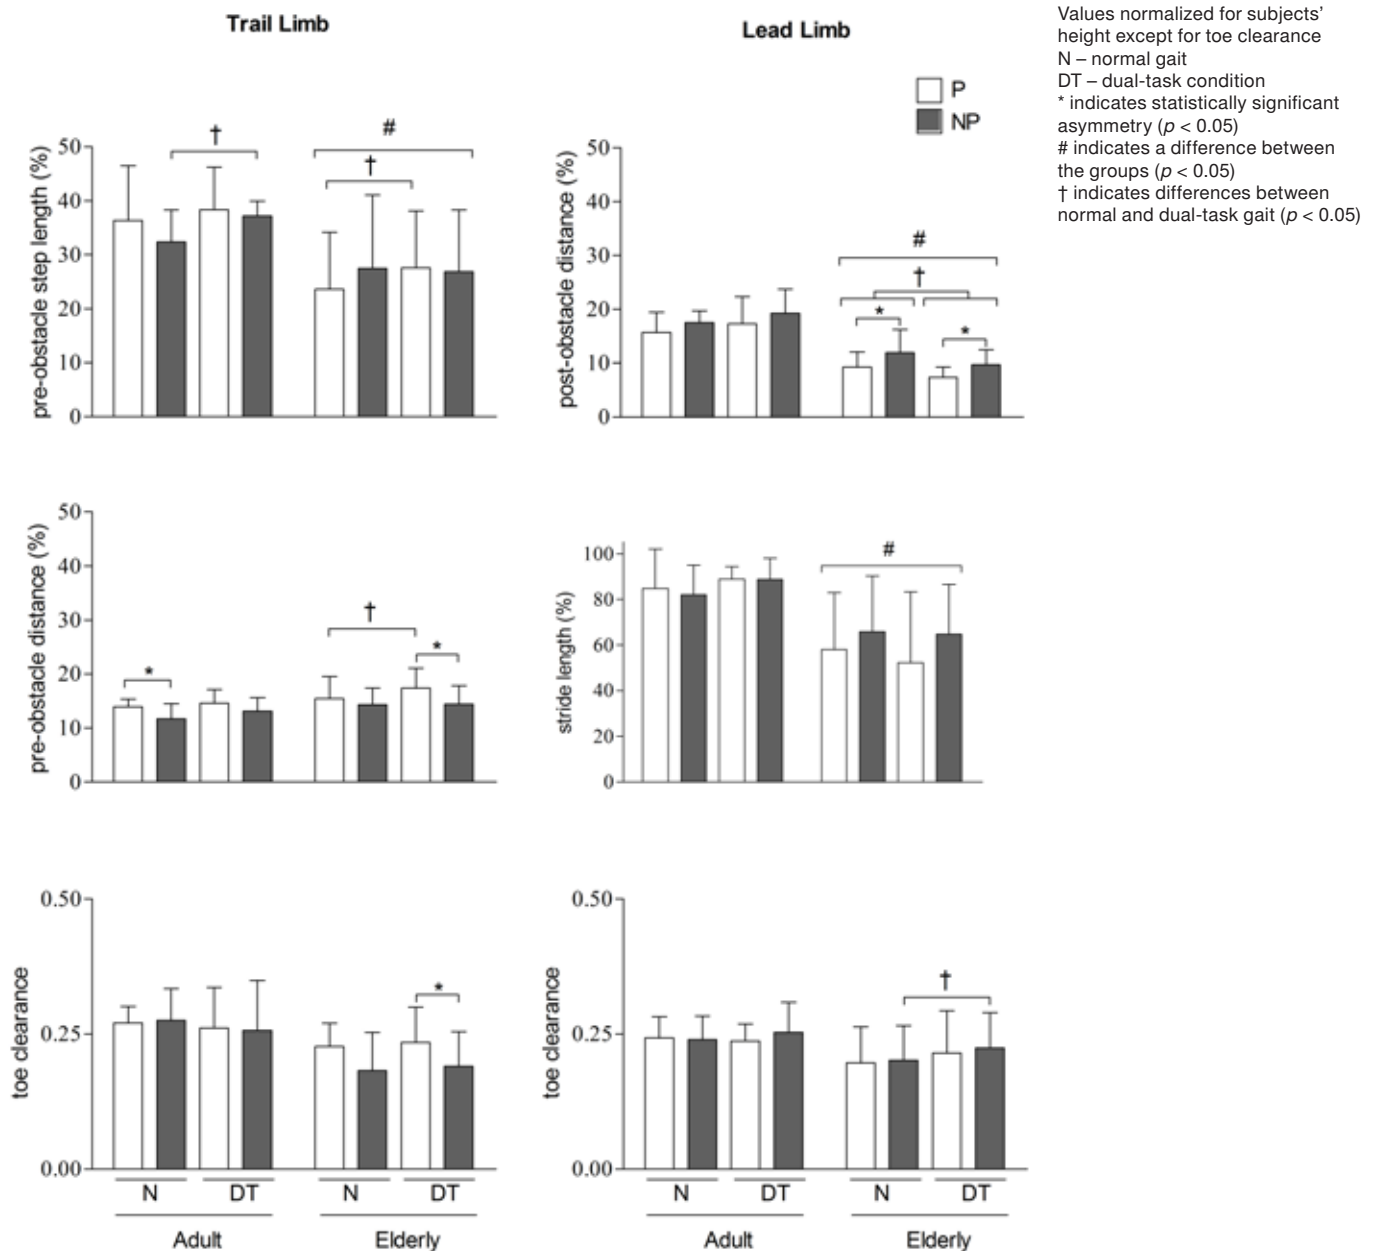 Trail Limb
Lead Limb
Values normalized for subjects'
height except for toe clearance
N – normal gait
DT – dual-task condition
* indicates statistically significant
asymmetry (p < 0.05)
# indicates a difference between
the groups (p < 0.05)
† indicates differences between
normal and dual-task gait (p < 0.05)
P
NP
pre-obstacle step length (%)
50
40
30
20
10
0
†
#
†
post-obstacle distance (%)
50
40
30
20
10
0
#
†
*
*
pre-obstacle distance (%)
50
40
30
20
10
0
*
†
*
stride length (%)
100
80
60
40
20
0
#
toe clearance
0.50
0.25
0.00
*
N DT N DT
Adult Elderly
toe clearance
0.50
0.25
0.00
†
N DT N DT
Adult Elderly